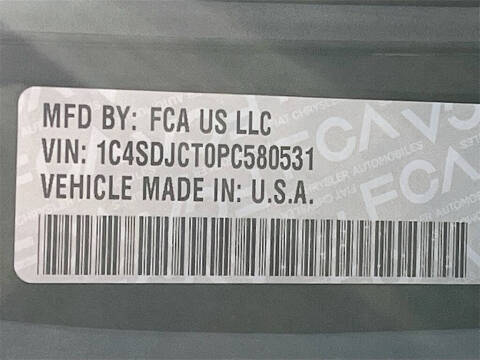 MFD BY: FCA US LLC
VIN: 1C4SDJCT0PC580531
VEHICLE MADE IN: U.S.A.